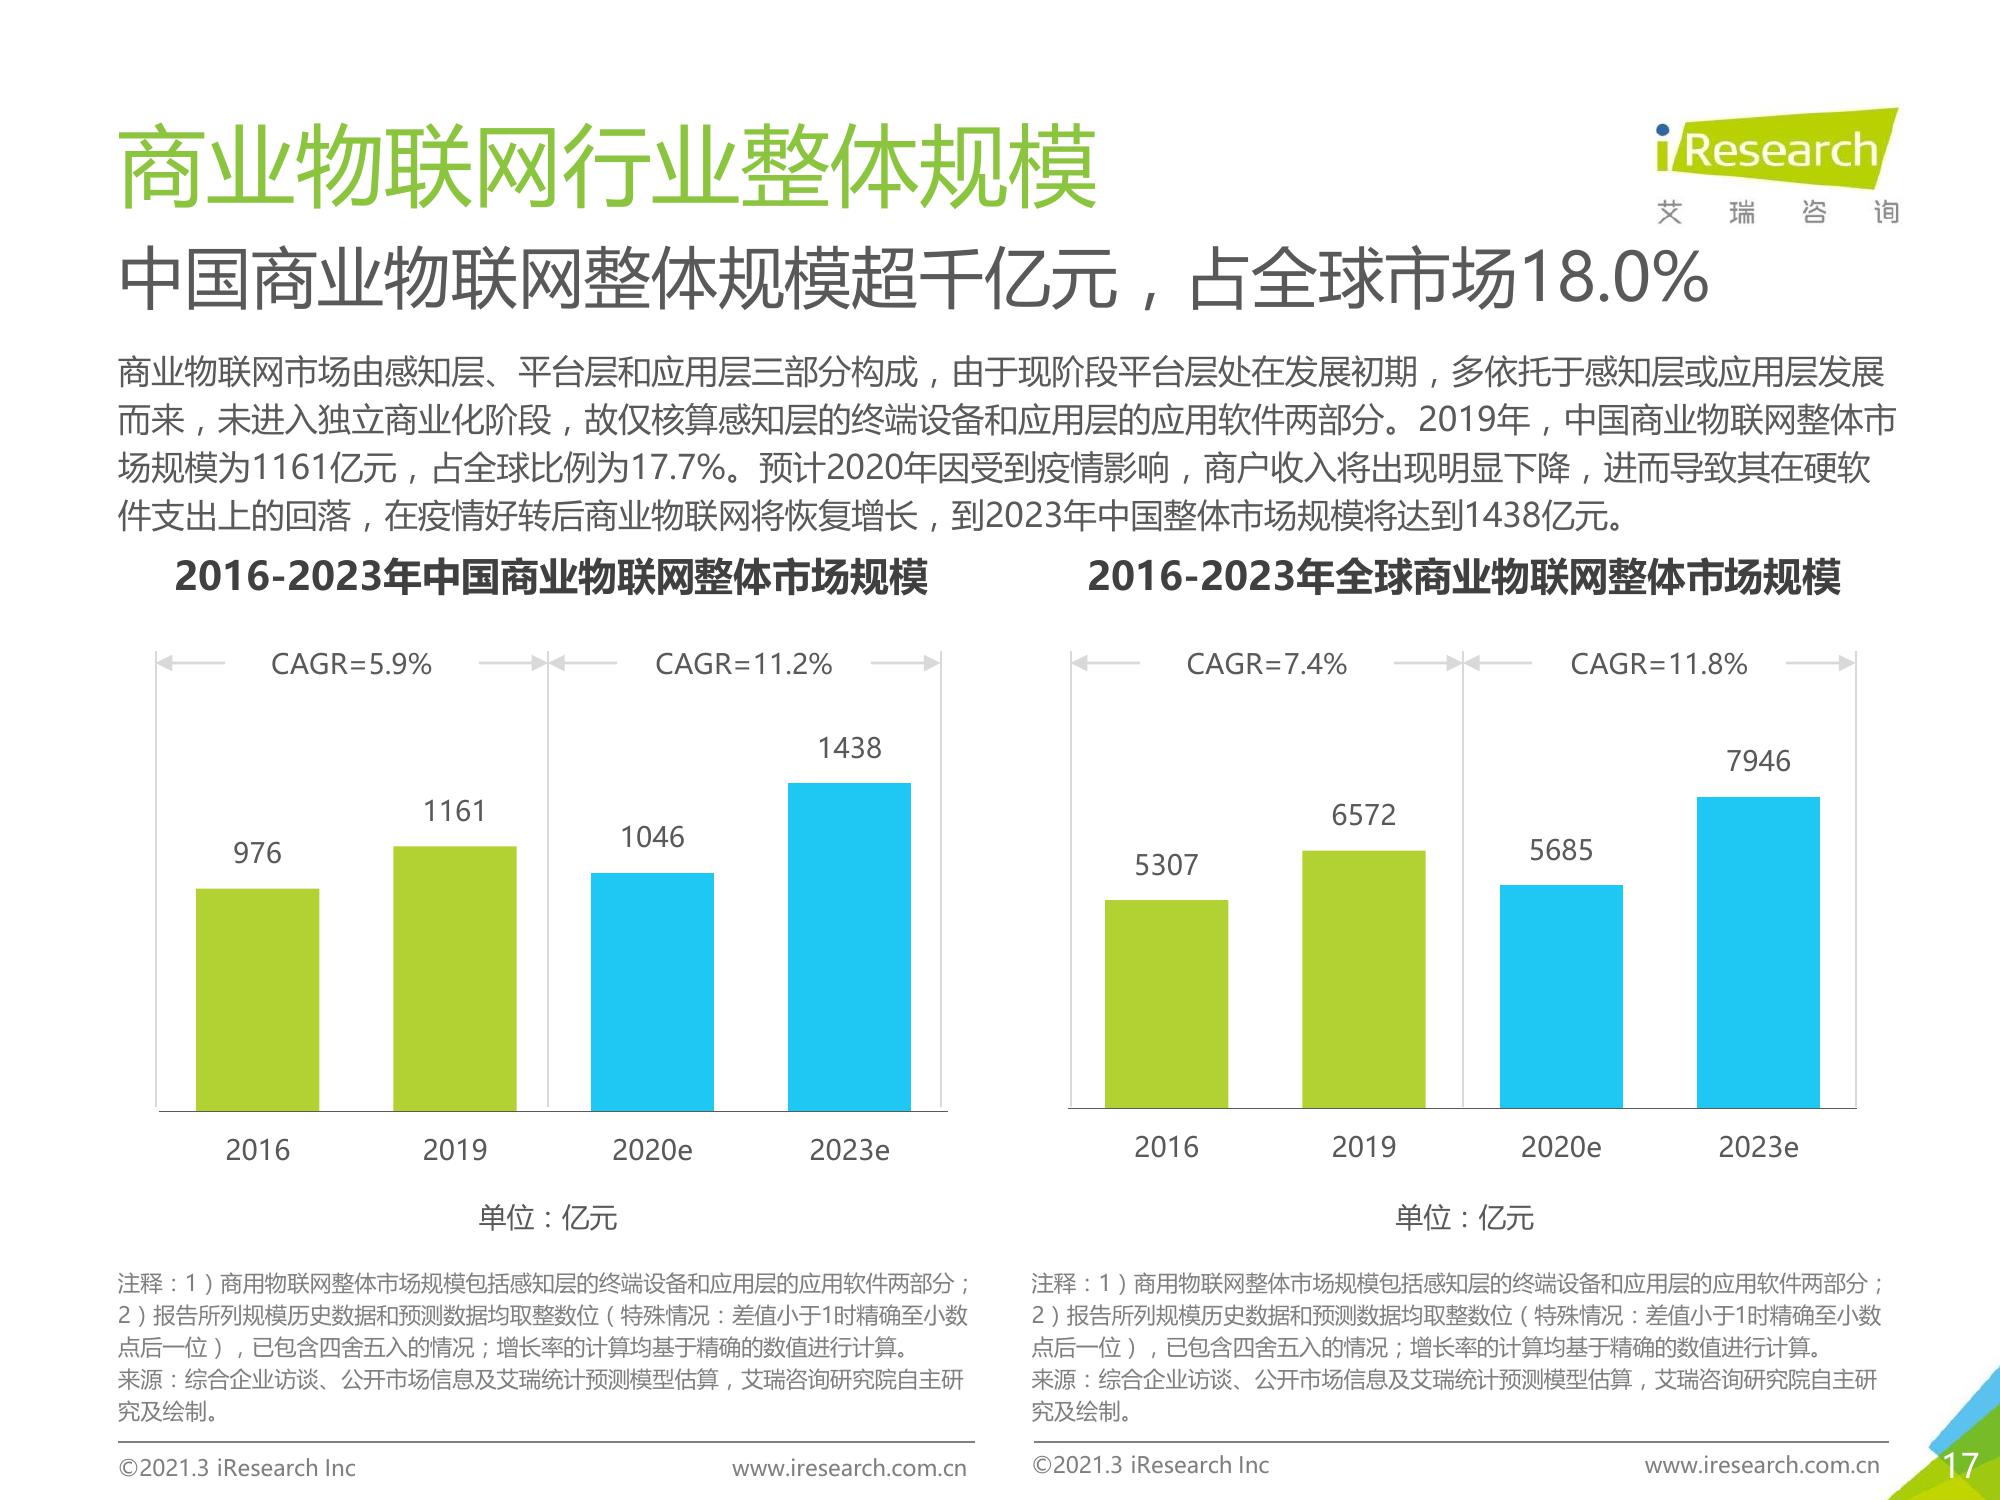 商业物联网行业整体规模
iResearch
艾瑞咨询
中国商业物联网整体规模超千亿元，占全球市场18.0%
商业物联网市场由感知层、平台层和应用层三部分构成，由于现阶段平台层处在发展初期，多依托于感知层或应用层发展
而来，未进入独立商业化阶段，故仅核算感知层的终端设备和应用层的应用软件两部分。2019年，中国商业物联网整体市
场规模为1161亿元，占全球比例为17.7%。预计2020年因受到疫情影响，商户收入将出现明显下降，进而导致其在硬软
件支出上的回落，在疫情好转后商业物联网将恢复增长，到2023年中国整体市场规模将达到1438亿元。
2016-2023年中国商业物联网整体市场规模
CAGR=5.9%
CAGR=11.2%
976
1161
1046
1438
2016
2019
2020e
2023e
单位：亿元
注释：1）商用物联网整体市场规模包括感知层的终端设备和应用层的应用软件两部分；
2）报告所列规模历史数据和预测数据均取整数位（特殊情况：差值小于1时精确至小数
点后一位），已包含四舍五入的情况；增长率的计算均基于精确的数值进行计算。
来源：综合企业访谈、公开市场信息及艾瑞统计预测模型估算，艾瑞咨询研究院自主研
究及绘制。
©2021.3 iResearch Inc
www.iresearch.com.cn
2016-2023年全球商业物联网整体市场规模
CAGR=7.4%
CAGR=11.8%
5307
6572
5685
7946
2016
2019
2020e
2023e
单位：亿元
注释：1）商用物联网整体市场规模包括感知层的终端设备和应用层的应用软件两部分；
2）报告所列规模历史数据和预测数据均取整数位（特殊情况：差值小于1时精确至小数
点后一位），已包含四舍五入的情况；增长率的计算均基于精确的数值进行计算。
来源：综合企业访谈、公开市场信息及艾瑞统计预测模型估算，艾瑞咨询研究院自主研
究及绘制。
©2021.3 iResearch Inc
www.iresearch.com.cn
17